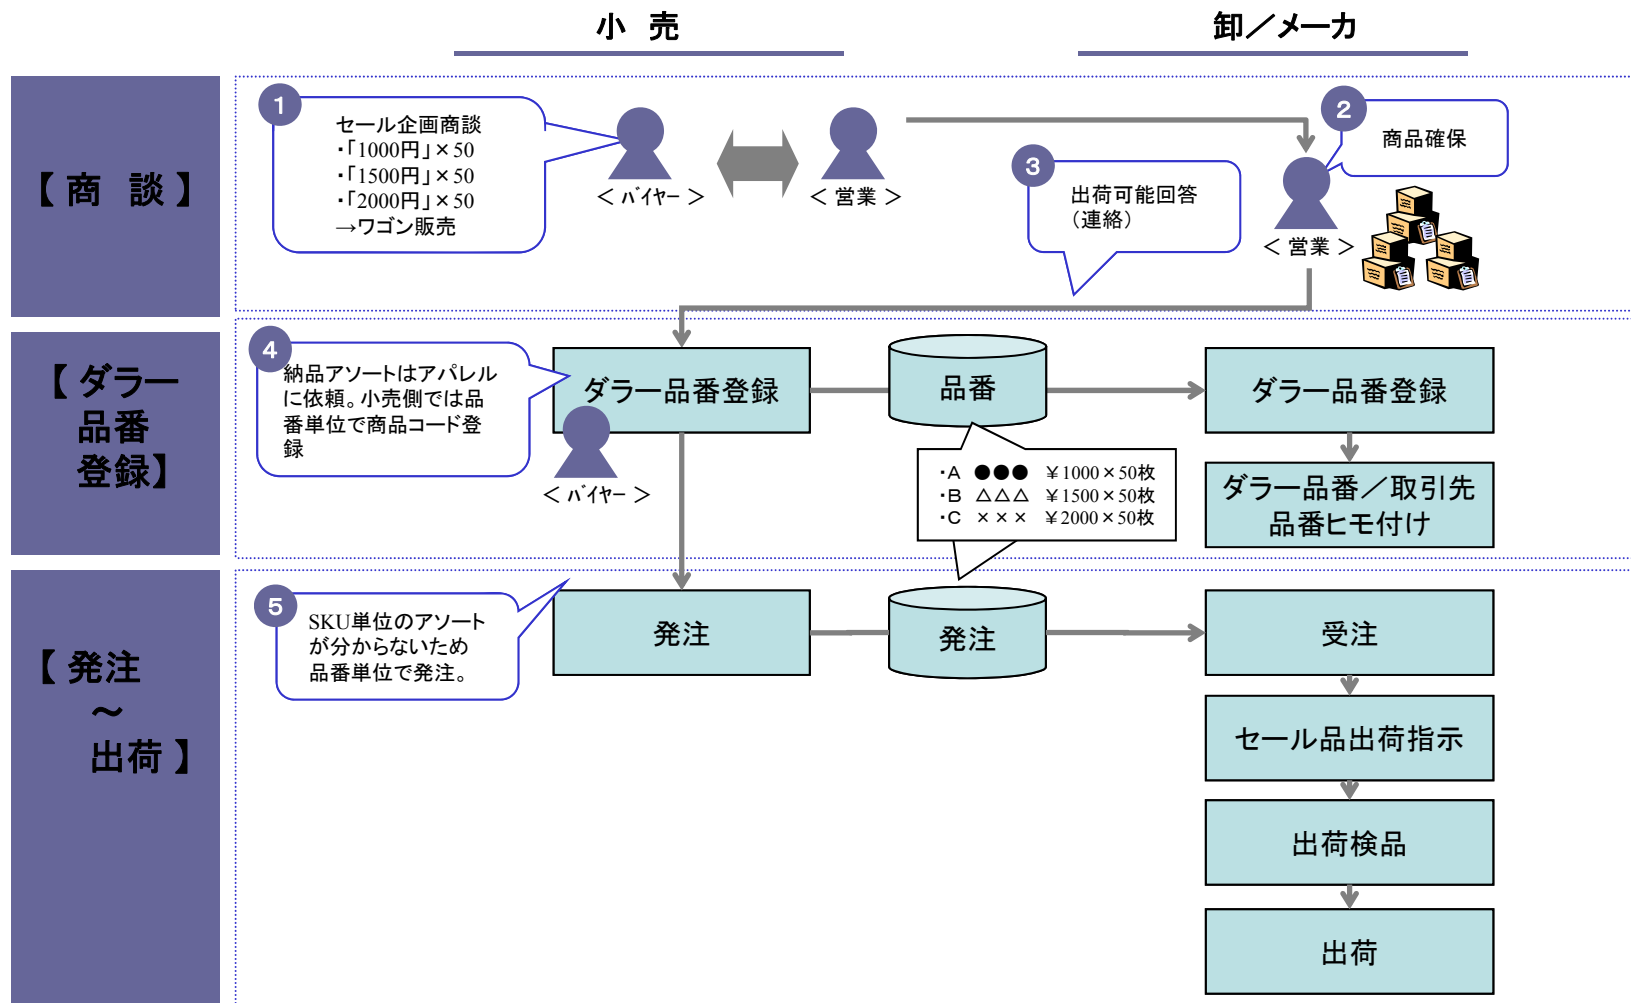 小 売
卸／メーカ
【 商 談 】
1
セール企画商談
・「1000円」×50
・「1500円」×50
・「2000円」×50
→ワゴン販売
＜ ﾊﾞｲﾔｰ ＞
＜ 営業 ＞
2
商品確保
3
出荷可能回答
（連絡）
＜ 営業 ＞
【 ダラー
品番
登録】
4
納品アソートはアパレル
に依頼。小売側では品
番単位で商品コード登
録
＜ ﾊﾞｲﾔｰ ＞
ダラー品番登録
品番
ダラー品番登録
・A ●●● ￥1000×50枚
・B △△△ ￥1500×50枚
・C ××× ￥2000×50枚
ダラー品番／取引先
品番ヒモ付け
【 発注
～
出荷 】
5
SKU単位のアソート
が分からないため
品番単位で発注。
発注
発注
受注
セール品出荷指示
出荷検品
出荷